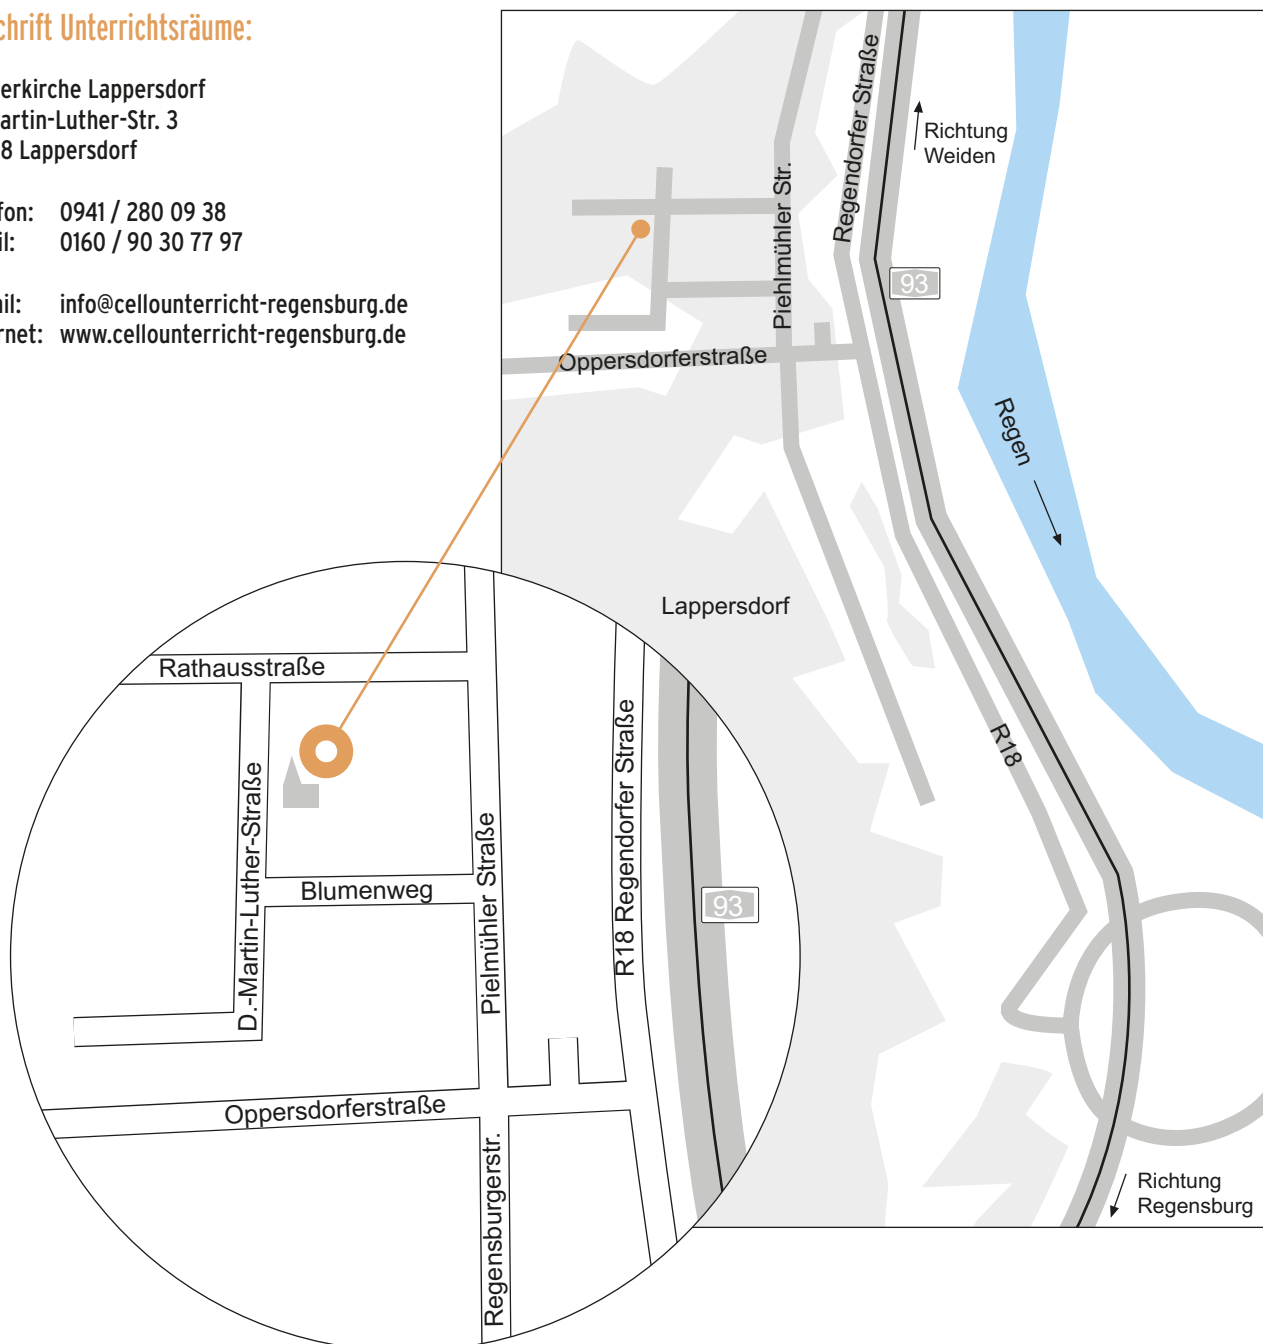 chrift Unterrichtsräume:
erkirche Lappersdorf
artin-Luther-Str. 3
8 Lappersdorf
fon: 0941 / 280 09 38
il: 0160 / 90 30 77 97
ail: info@cellounterricht-regensburg.de
rnet: www.cellounterricht-regensburg.de
Regendorfer Straße
Richtung
Weiden
Piehlmühler Str.
93
Oppersdorferstraße
Regen
Lappersdorf
R18
Richtung
Regensburg
Rathausstraße
D.-Martin-Luther-Straße
Blumenweg
Pielmühler Straße
R18 Regendorfer Straße
93
Oppersdorferstraße
Regensburgerstr.